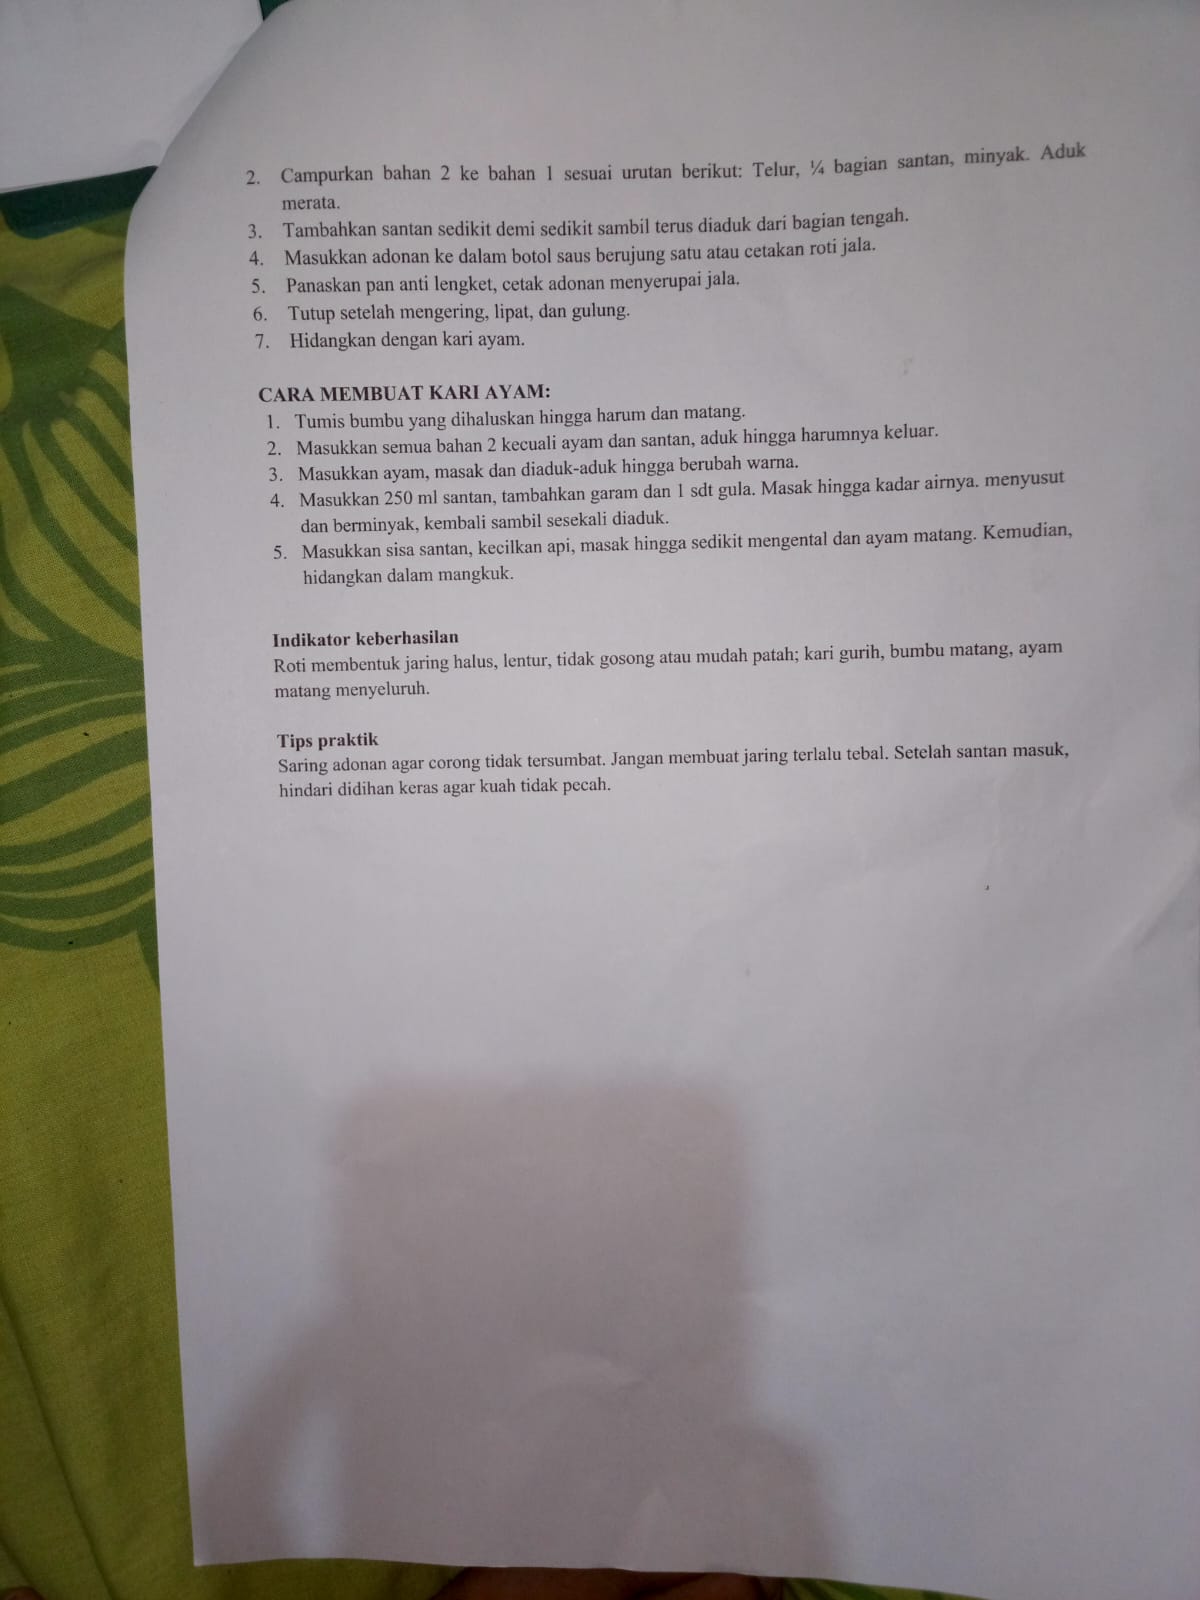 2. Campurkan bahan 2 ke bahan 1 sesuai urutan berikut: Telur, ¼ bagian santan, minyak. Aduk
merata.
3. Tambahkan santan sedikit demi sedikit sambil terus diaduk dari bagian tengah.
4. Masukkan adonan ke dalam botol saus berujung satu atau cetakan roti jala.
5. Panaskan pan anti lengket, cetak adonan menyerupai jala.
6. Tutup setelah mengering, lipat, dan gulung.
7. Hidangkan dengan kari ayam.
CARA MEMBUAT KARI AYAM:
1. Tumis bumbu yang dihaluskan hingga harum dan matang.
2. Masukkan semua bahan 2 kecuali ayam dan santan, aduk hingga harumnya keluar.
3. Masukkan ayam, masak dan diaduk-aduk hingga berubah warna.
4. Masukkan 250 ml santan, tambahkan garam dan 1 sdt gula. Masak hingga kadar airnya. menyusut
dan berminyak, kembali sambil sesekali diaduk.
5. Masukkan sisa santan, kecilkan api, masak hingga sedikit mengental dan ayam matang. Kemudian,
hidangkan dalam mangkuk.
Indikator keberhasilan
Roti membentuk jaring halus, lentur, tidak gosong atau mudah patah; kari gurih, bumbu matang, ayam
matang menyeluruh.
Tips praktik
Saring adonan agar corong tidak tersumbat. Jangan membuat jaring terlalu tebal. Setelah santan masuk,
hindari didihan keras agar kuah tidak pecah.